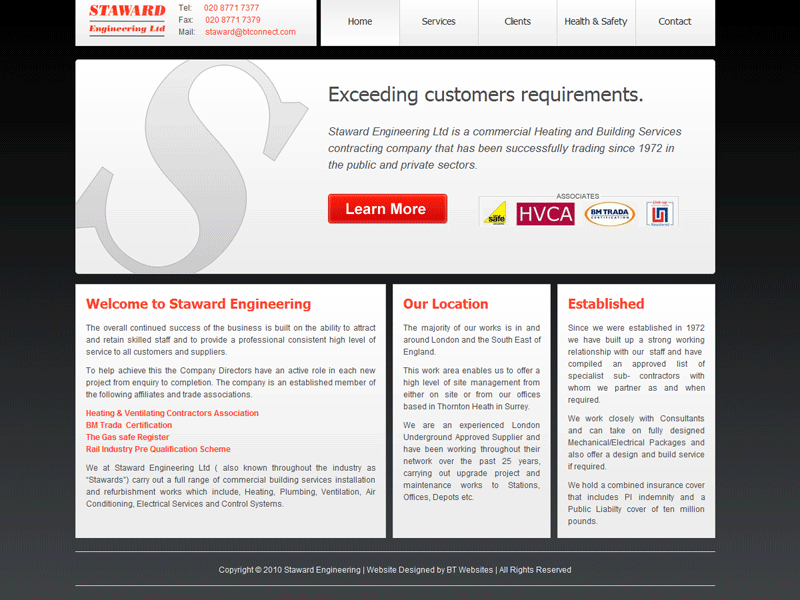 STAWARD
Engineering Ltd
Tel: 020 8771 7377
Fax: 020 8771 7379
Mail: staward@btconnect.com
Home
Services
Clients
Health & Safety
Contact
Exceeding customers requirements.
Staward Engineering Ltd is a commercial Heating and Building Services
contracting company that has been successfully trading since 1972 in
the public and private sectors.
Learn More
ASSOCIATES
safe
HVCA
BM TRADA
CERTIFICATION
Link-up
Registered
Welcome to Staward Engineering
The overall continued success of the business is built on the ability to attract
and retain skilled staff and to provide a professional consistent high level of
service to all customers and suppliers.
To help achieve this the Company Directors have an active role in each new
project from enquiry to completion. The company is an established member of
the following affiliates and trade associations.
Heating & Ventilating Contractors Association
BM Trada Certification
The Gas safe Register
Rail Industry Pre Qualification Scheme
We at Staward Engineering Ltd ( also known throughout the industry as
“Stawards”) carry out a full range of commercial building services installation
and refurbishment works which include, Heating, Plumbing, Ventilation, Air
Conditioning, Electrical Services and Control Systems.
Our Location
The majority of our works is in and
around London and the South East of
England.
This work area enables us to offer a
high level of site management from
either on site or from our offices
based in Thornton Heath in Surrey.
We are an experienced London
Underground Approved Supplier and
have been working throughout their
network over the past 25 years,
carrying out upgrade project and
maintenance works to Stations,
Offices, Depots etc.
Established
Since we were established in 1972
we have built up a strong working
relationship with our staff and have
compiled an approved list of
specialist sub- contractors with
whom we partner as and when
required.
We work closely with Consultants
and can take on fully designed
Mechanical/Electrical Packages and
also offer a design and build service
if required.
We hold a combined insurance cover
that includes PI indemnity and a
Public Liabilty cover of ten million
pounds.
Copyright © 2010 Staward Engineering | Website Designed by BT Websites | All Rights Reserved